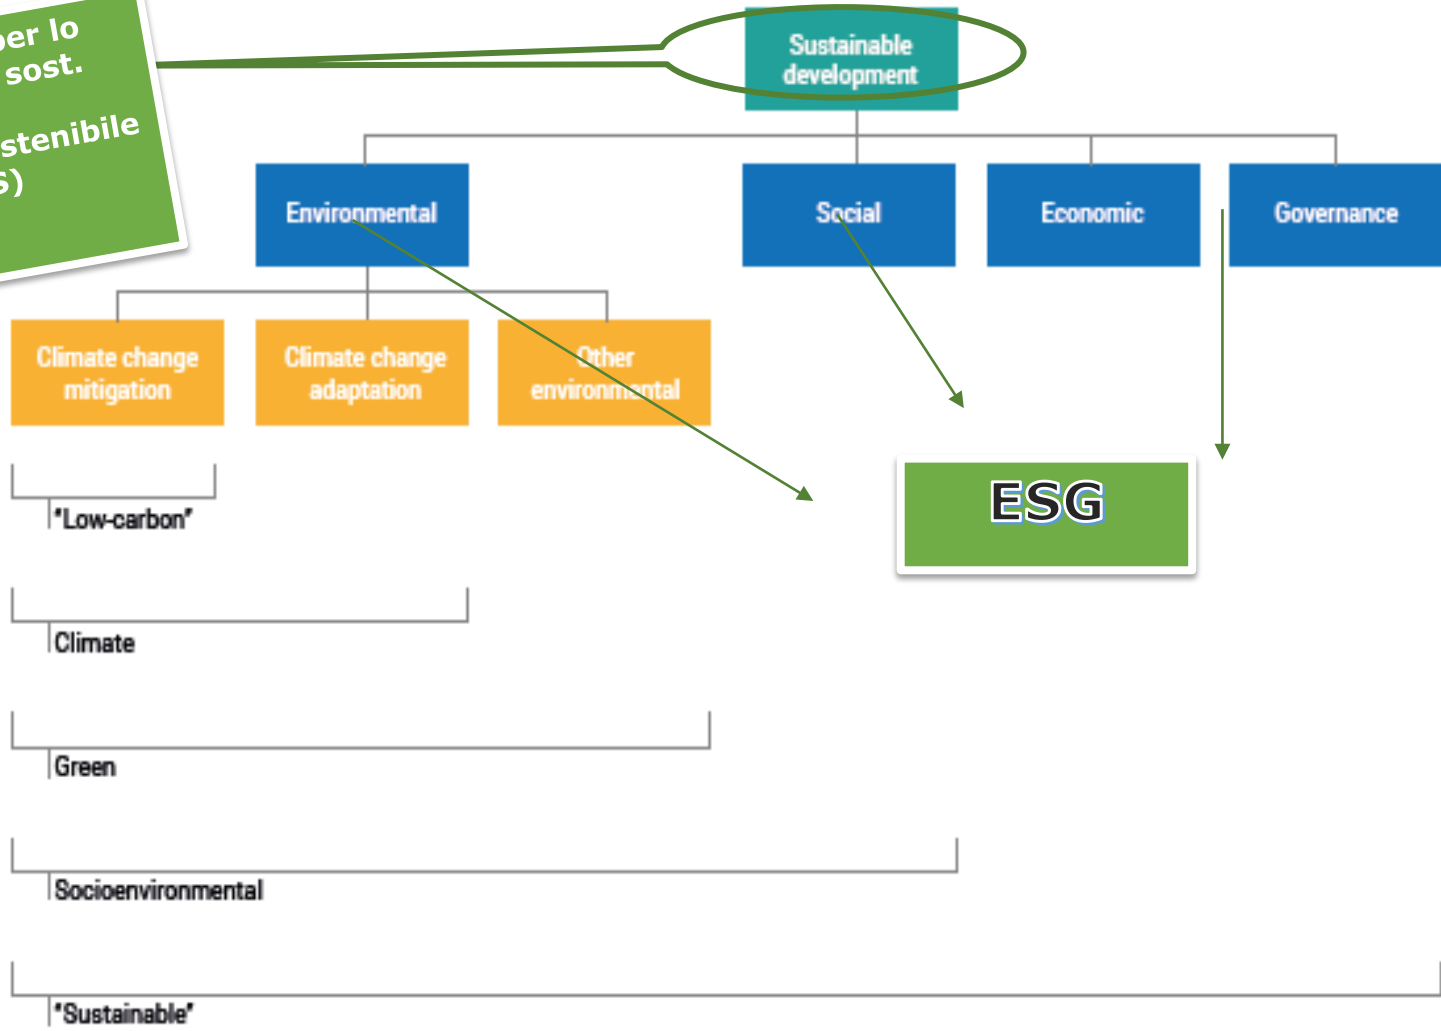 per lo
sost.
stenibile
S)
Sustainable
development
Environmental
Social
Economic
Governance
Climate change
mitigation
Climate change
adaptation
Other
environmental
ESG
"Low-carbon"
Climate
Green
Socioenvironmental
"Sustainable"